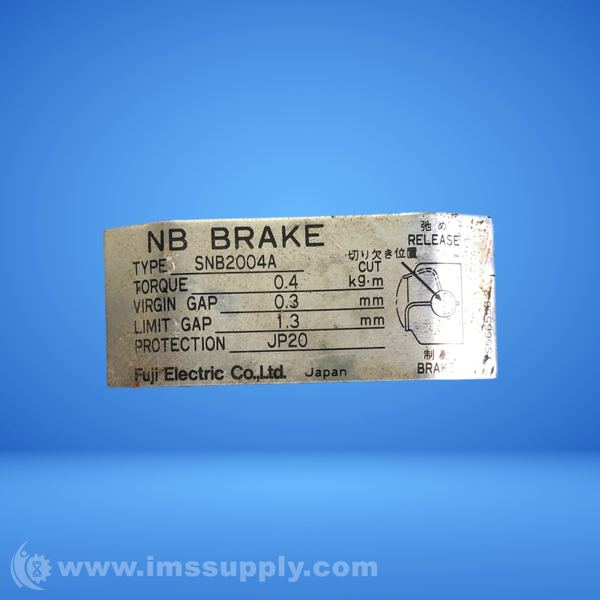 NB BRAKE
TYPE SNB2004A
TORQUE 0.4 kg·m
VIRGIN GAP 0.3 mm
LIMIT GAP 1.3 mm
PROTECTION JP20
Fuji Electric Co.,Ltd. Japan
弛め
RELEASE
切り欠き位置
CUT
制
BRAKE
www.imssupply.com